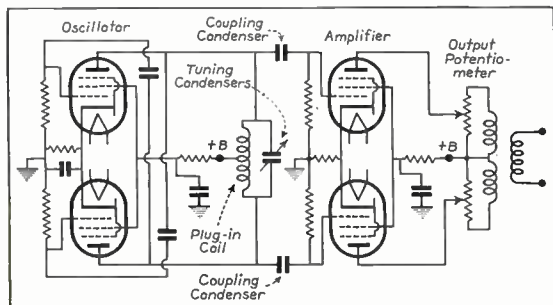 Oscillator
Coupling
Condenser
Amplifier
Output
Potentio-
meter
Tuning
Condensers
+B
+B
Plug-in
Coil
Coupling
Condenser